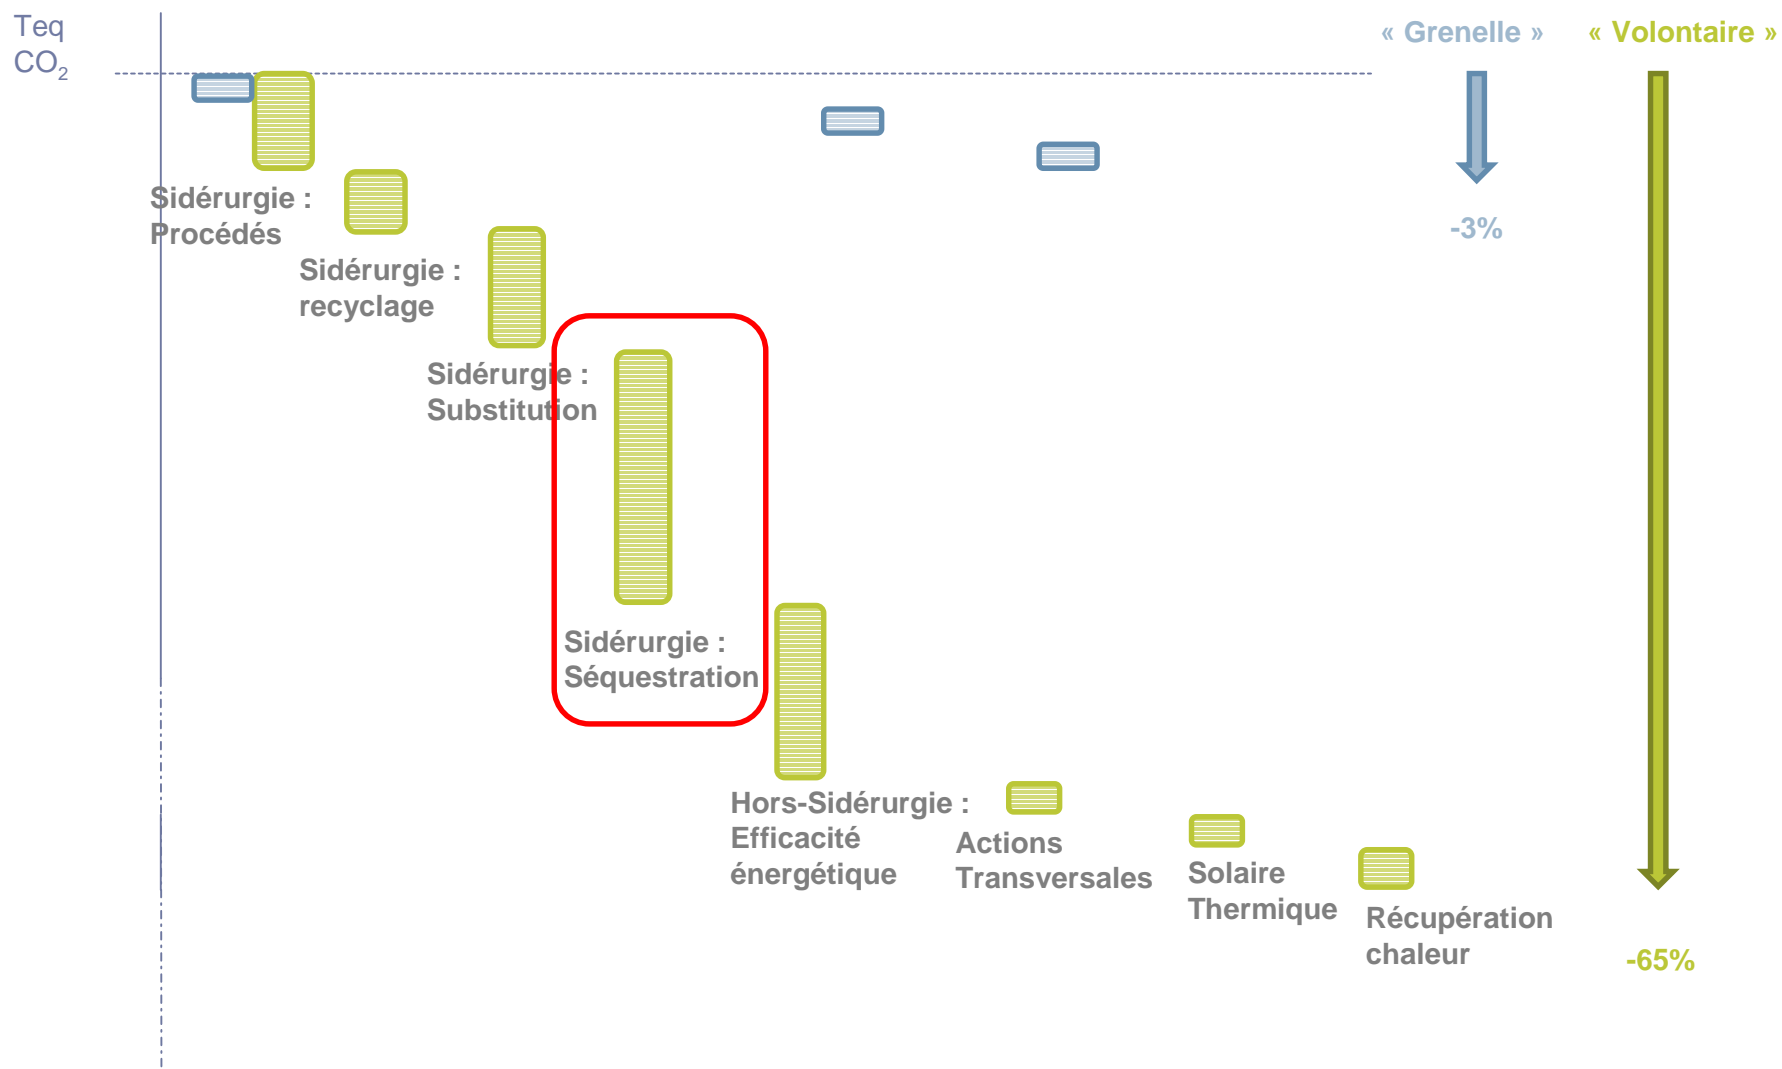 Teq
CO₂
« Grenelle »
« Volontaire »
Sidérurgie :
Procédés
-3%
Sidérurgie :
recyclage
Sidérurgie :
Substitution
Sidérurgie :
Séquestration
Hors-Sidérurgie :
Efficacité
énergétique
Actions
Transversales
Solaire
Thermique
Récupération
chaleur
-65%